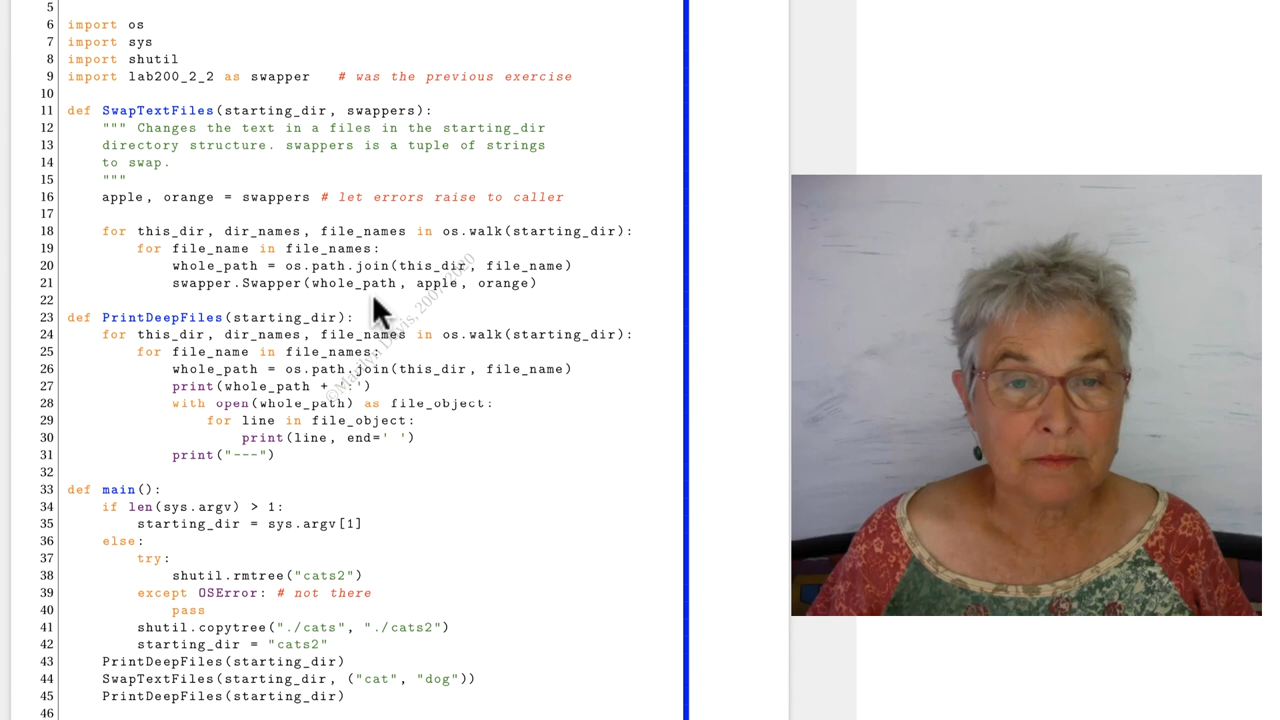 5
6 import os
7 import sys
8 import shutil
9 import lab200_2_2 as swapper   # was the previous exercise
10
11 def SwapTextFiles(starting_dir, swappers):
12     """ Changes the text in a files in the starting_dir
13     directory structure. swappers is a tuple of strings
14     to swap.
15     """
16     apple, orange = swappers # let errors raise to caller
17
18     for this_dir, dir_names, file_names in os.walk(starting_dir):
19         for file_name in file_names:
20             whole_path = os.path.join(this_dir, file_name)
21             swapper.Swapper(whole_path, apple, orange)
22
23 def PrintDeepFiles(starting_dir):
24     for this_dir, dir_names, file_names in os.walk(starting_dir):
25         for file_name in file_names:
26             whole_path = os.path.join(this_dir, file_name)
27             print(whole_path + ':')
28             with open(whole_path) as file_object:
29                 for line in file_object:
30                     print(line, end=' ')
31             print("---")
32
33 def main():
34     if len(sys.argv) > 1:
35         starting_dir = sys.argv[1]
36     else:
37         try:
38             shutil.rmtree("cats2")
39         except OSError: # not there
40             pass
41         shutil.copytree("./cats", "./cats2")
42         starting_dir = "cats2"
43     PrintDeepFiles(starting_dir)
44     SwapTextFiles(starting_dir, ("cat", "dog"))
45     PrintDeepFiles(starting_dir)
46